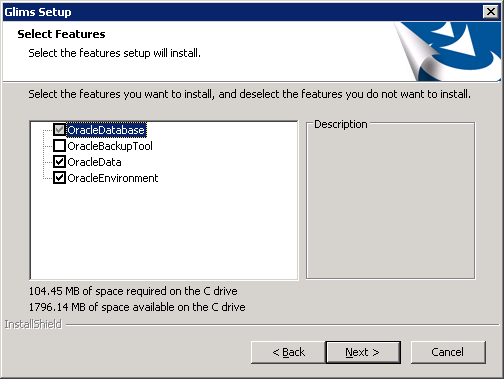 Glims Setup
Select Features
Select the features setup will install.
Select the features you want to install, and deselect the features you do not want to install.
OracleDatabase
OracleBackupTool
OracleData
OracleEnvironment
Description
104.45 MB of space required on the C drive
1796.14 MB of space available on the C drive
InstallShield
< Back
Next >
Cancel